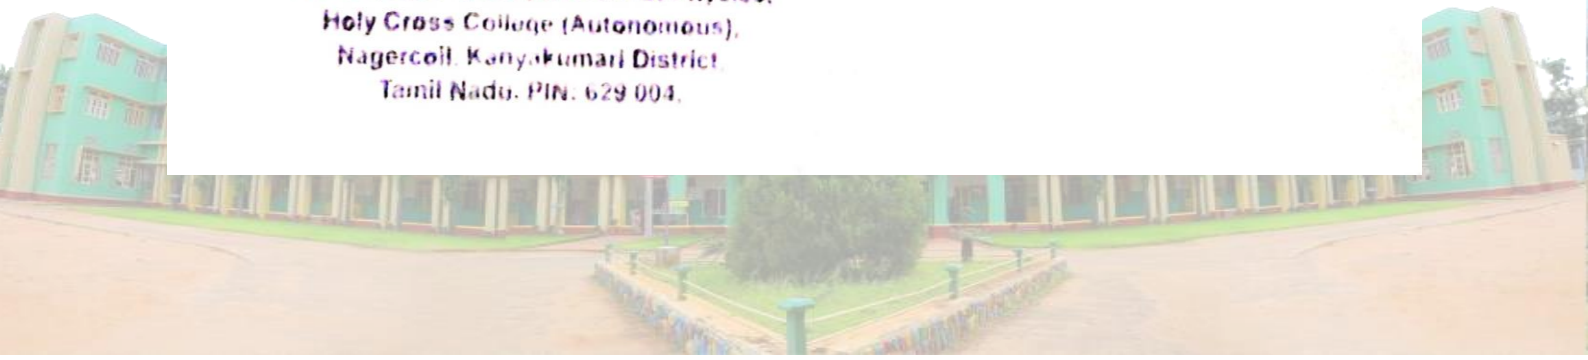 Holy Cross College (Autonomous),
Nagercoil. Kanyakumari District.
Tamil Nadu. PIN: 629 004.